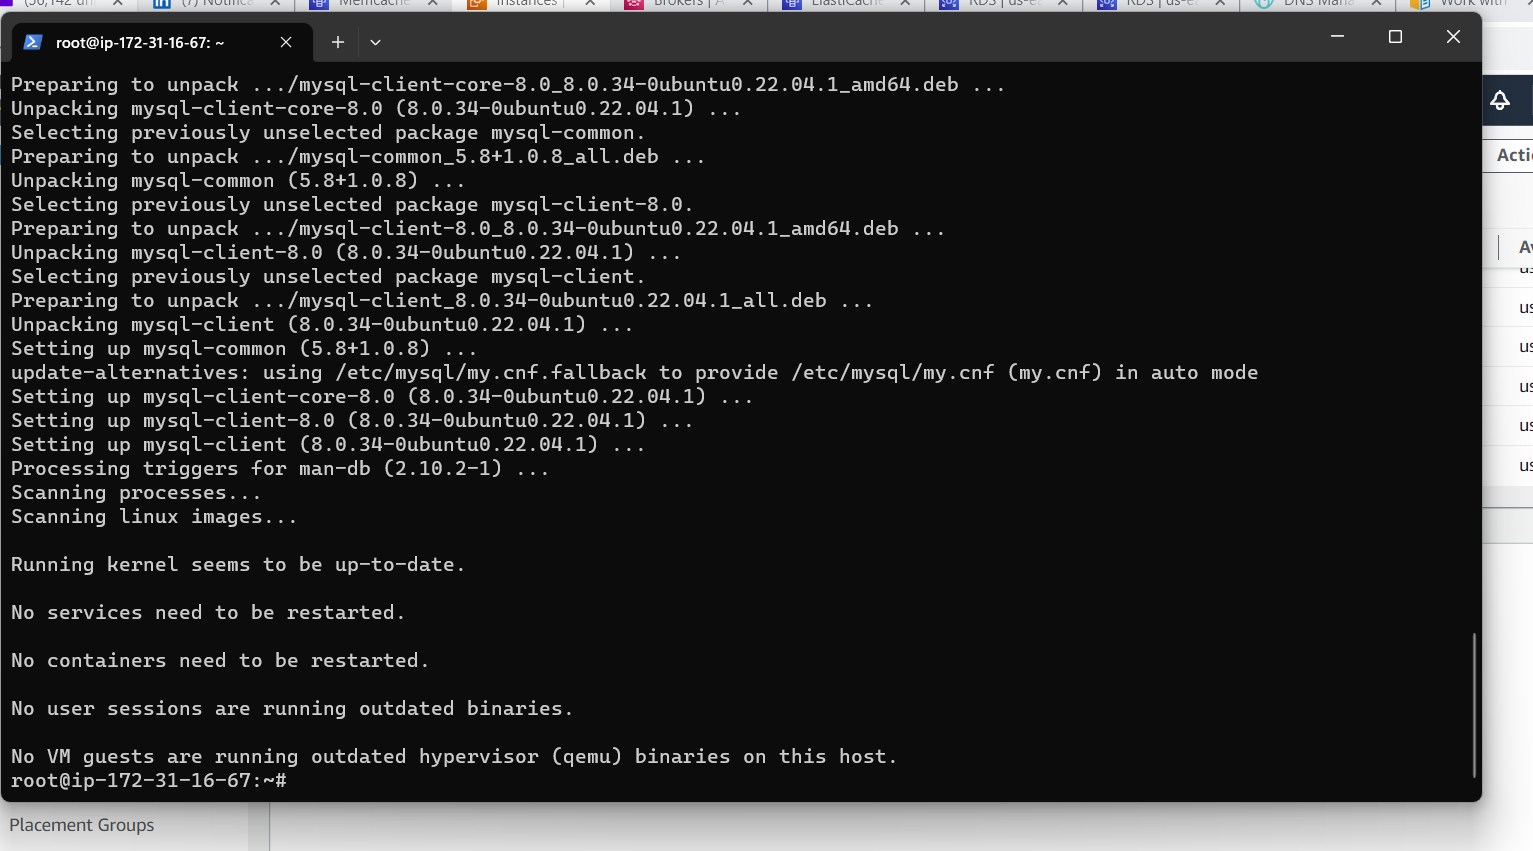 (7) Notifica
Memcache
Instances |
Brokers | A
ElastiCache
RDS | us-ea
RDS | us-ea
DNS Mana
Work with
root@ip-172-31-16-67: ~
Preparing to unpack .../mysql-client-core-8.0_8.0.34-0ubuntu0.22.04.1_amd64.deb ...
Unpacking mysql-client-core-8.0 (8.0.34-0ubuntu0.22.04.1) ...
Selecting previously unselected package mysql-common.
Preparing to unpack .../mysql-common_5.8+1.0.8_all.deb ...
Unpacking mysql-common (5.8+1.0.8) ...
Selecting previously unselected package mysql-client-8.0.
Preparing to unpack .../mysql-client-8.0_8.0.34-0ubuntu0.22.04.1_amd64.deb ...
Unpacking mysql-client-8.0 (8.0.34-0ubuntu0.22.04.1) ...
Selecting previously unselected package mysql-client.
Preparing to unpack .../mysql-client_8.0.34-0ubuntu0.22.04.1_all.deb ...
Unpacking mysql-client (8.0.34-0ubuntu0.22.04.1) ...
Setting up mysql-common (5.8+1.0.8) ...
update-alternatives: using /etc/mysql/my.cnf.fallback to provide /etc/mysql/my.cnf (my.cnf) in auto mode
Setting up mysql-client-core-8.0 (8.0.34-0ubuntu0.22.04.1) ...
Setting up mysql-client-8.0 (8.0.34-0ubuntu0.22.04.1) ...
Setting up mysql-client (8.0.34-0ubuntu0.22.04.1) ...
Processing triggers for man-db (2.10.2-1) ...
Scanning processes...
Scanning linux images...
Running kernel seems to be up-to-date.
No services need to be restarted.
No containers need to be restarted.
No user sessions are running outdated binaries.
No VM guests are running outdated hypervisor (qemu) binaries on this host.
root@ip-172-31-16-67:~#
Acti
Av
us
us
us
us
us
us
Placement Groups